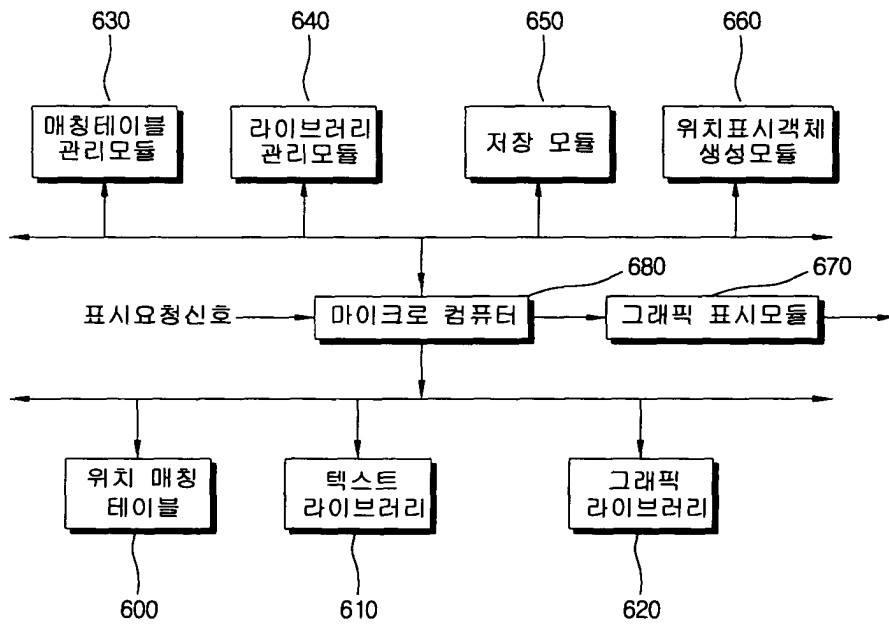 630
640
650
660
매칭테이블
관리모듈
라이브러리
관리모듈
저장 모듈
위치표시객체
생성모듈
680
670
표시요청신호
마이크로 컴퓨터
그래픽 표시모듈
위치 매칭
테이블
텍스트
라이브러리
그래픽
라이브러리
600
610
620